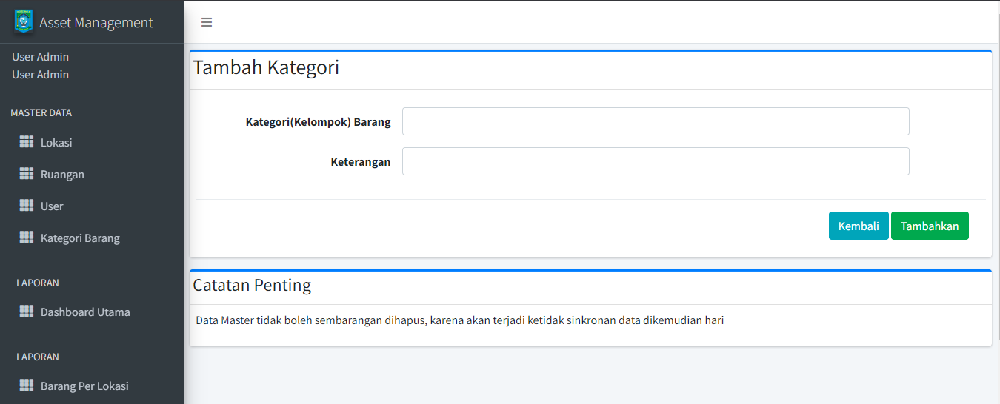 Asset Management
User Admin
User Admin
MASTER DATA
Lokasi
Ruangan
User
Kategori Barang
LAPORAN
Dashboard Utama
LAPORAN
Barang Per Lokasi
Tambah Kategori
Kategori(Kelompok) Barang
Keterangan
Kembali Tambahkan
Catatan Penting
Data Master tidak boleh sembarangan dihapus, karena akan terjadi ketidak sinkronan data dikemudian hari